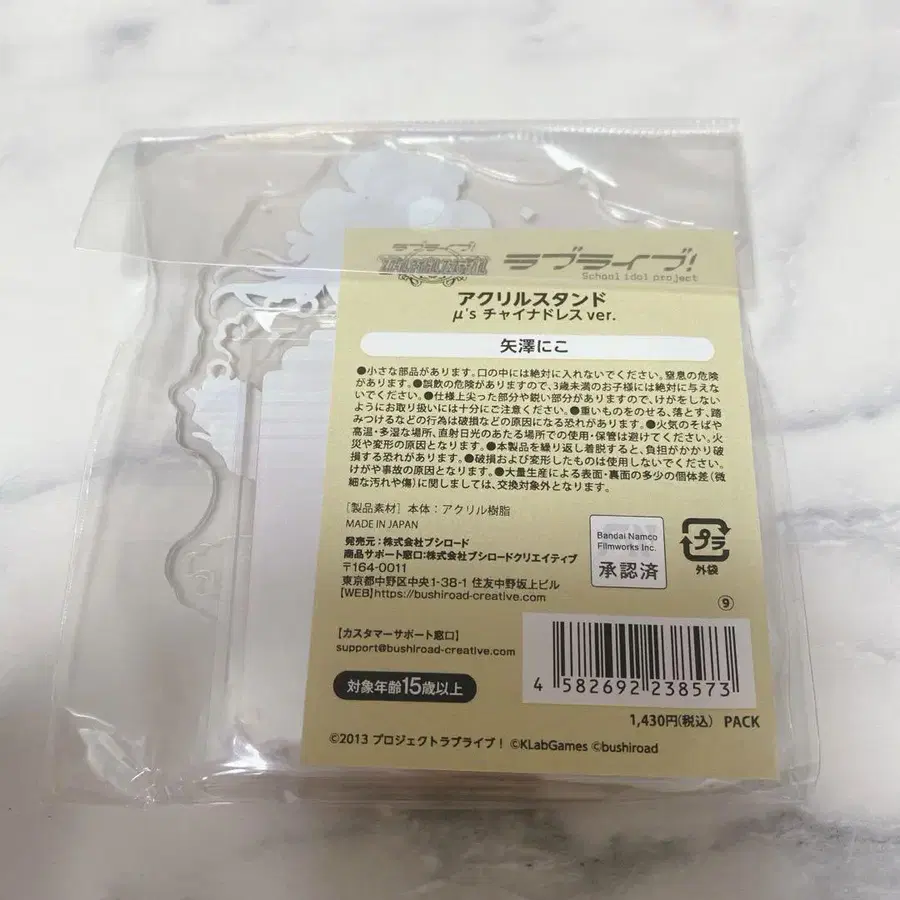 ラブライブ!
ラブライブ!
School idol project
アクリルスタンド
μ's チャイナドレス ver.
矢澤にこ
●小さな部品があります。口の中には絶対に入れないでください。窒息の危険
があります。●誤飲の危険がありますので、3歳未満のお子様には絶対に与えな
いでください。●仕様上尖った部分や鋭い部分がありますので、けがをしない
ようにお取り扱いには十分にご注意ください。●重いものをのせる、落とす、踏
みつけるなどの行為は破損などの原因になる恐れがあります。●火気のそばや
高温・多湿な場所、直射日光のあたる場所での使用・保管は避けてください。火
災や変形の原因となります。●本製品を繰り返し着脱すると、負担がかかり破
損する恐れがあります。●破損および変形したものは使用しないでください。
けがや事故の原因となります。●大量生産による表面・裏面の多少の個体差(微
細な汚れや傷)に関しましては、交換対象外となります。
[製品素材] 本体:アクリル樹脂
MADE IN JAPAN
発売元:株式会社ブシロード
商品サポート窓口:株式会社ブシロードクリエイティブ
〒164-0011
東京都中野区中央1-38-1 住友中野坂上ビル
【WEB】https://bushiroad-creative.com
Bandai Namco
Filmworks Inc.
承認済
プラ
外袋
⑨
【カスタマーサポート窓口】
support@bushiroad-creative.com
対象年齢15歳以上
4 582692 238573
1,430円(税込) PACK
©2013 プロジェクトラブライブ! ©KLabGames ©bushiroad